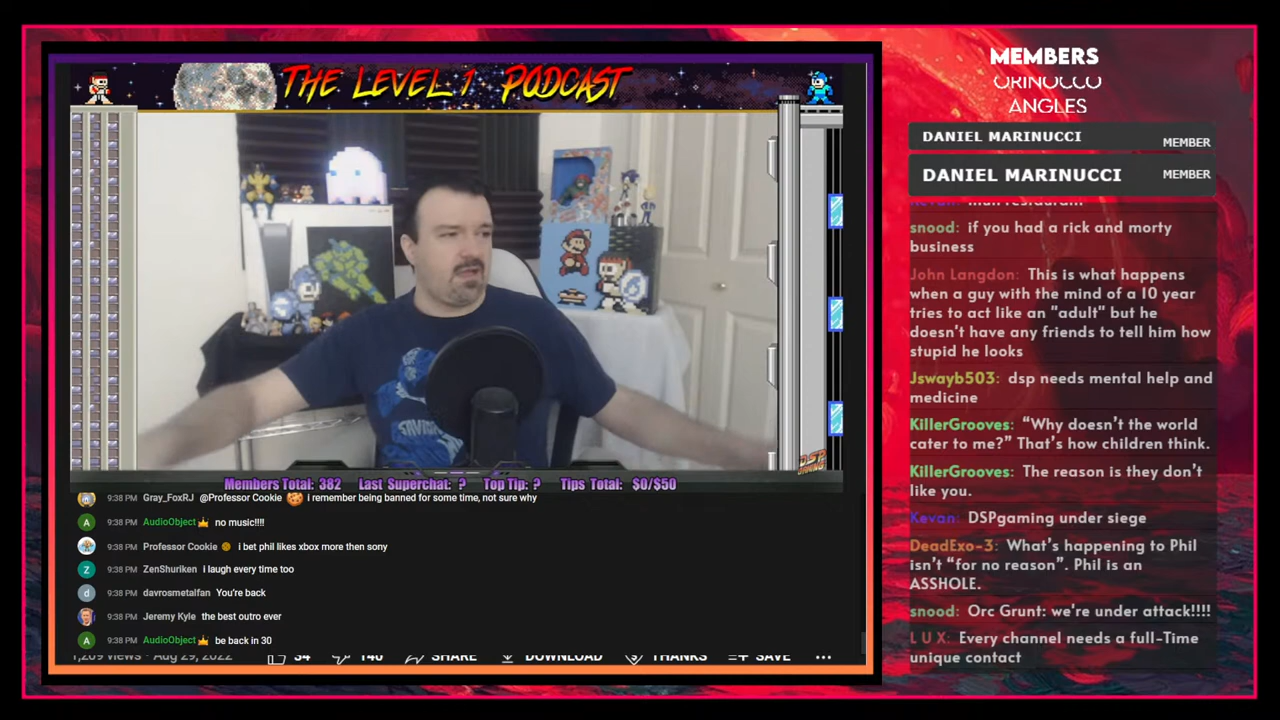 THE LEVEL 1 PODCAST
DSP
GAMING
Members Total: 382 Last Superchat: ? Top Tip: ? Tips Total: $0/$50
9:38 PM Gray_FoxRJ @Professor Cookie 🍪 i remember being banned for some time, not sure why
A 9:38 PM AudioObject no music!!!!
9:38 PM Professor Cookie i bet phil likes xbox more then sony
Z 9:38 PM ZenShuriken i laugh every time too
d 9:38 PM davrosmetalfan You're back
9:38 PM Jeremy Kyle the best outro ever
A 9:38 PM AudioObject be back in 30
1,209 views · Aug 29, 2022 34 140 SHARE DOWNLOAD THANKS SAVE ...
MEMBERS
ORINOCCO
ANGLES
DANIEL MARINUCCI MEMBER
DANIEL MARINUCCI MEMBER
Kevan: man restaurant
snood: if you had a rick and morty
business
John Langdon: This is what happens
when a guy with the mind of a 10 year
tries to act like an "adult" but he
doesn't have any friends to tell him how
stupid he looks
Jswayb503: dsp needs mental help and
medicine
KillerGrooves: “Why doesn’t the world
cater to me?” That’s how children think.
KillerGrooves: The reason is they don’t
like you.
Kevan: DSPgaming under siege
DeadExo-3: What’s happening to Phil
isn’t “for no reason”. Phil is an
ASSHOLE.
snood: Orc Grunt: we're under attack!!!!
L U X: Every channel needs a full-Time
unique contact